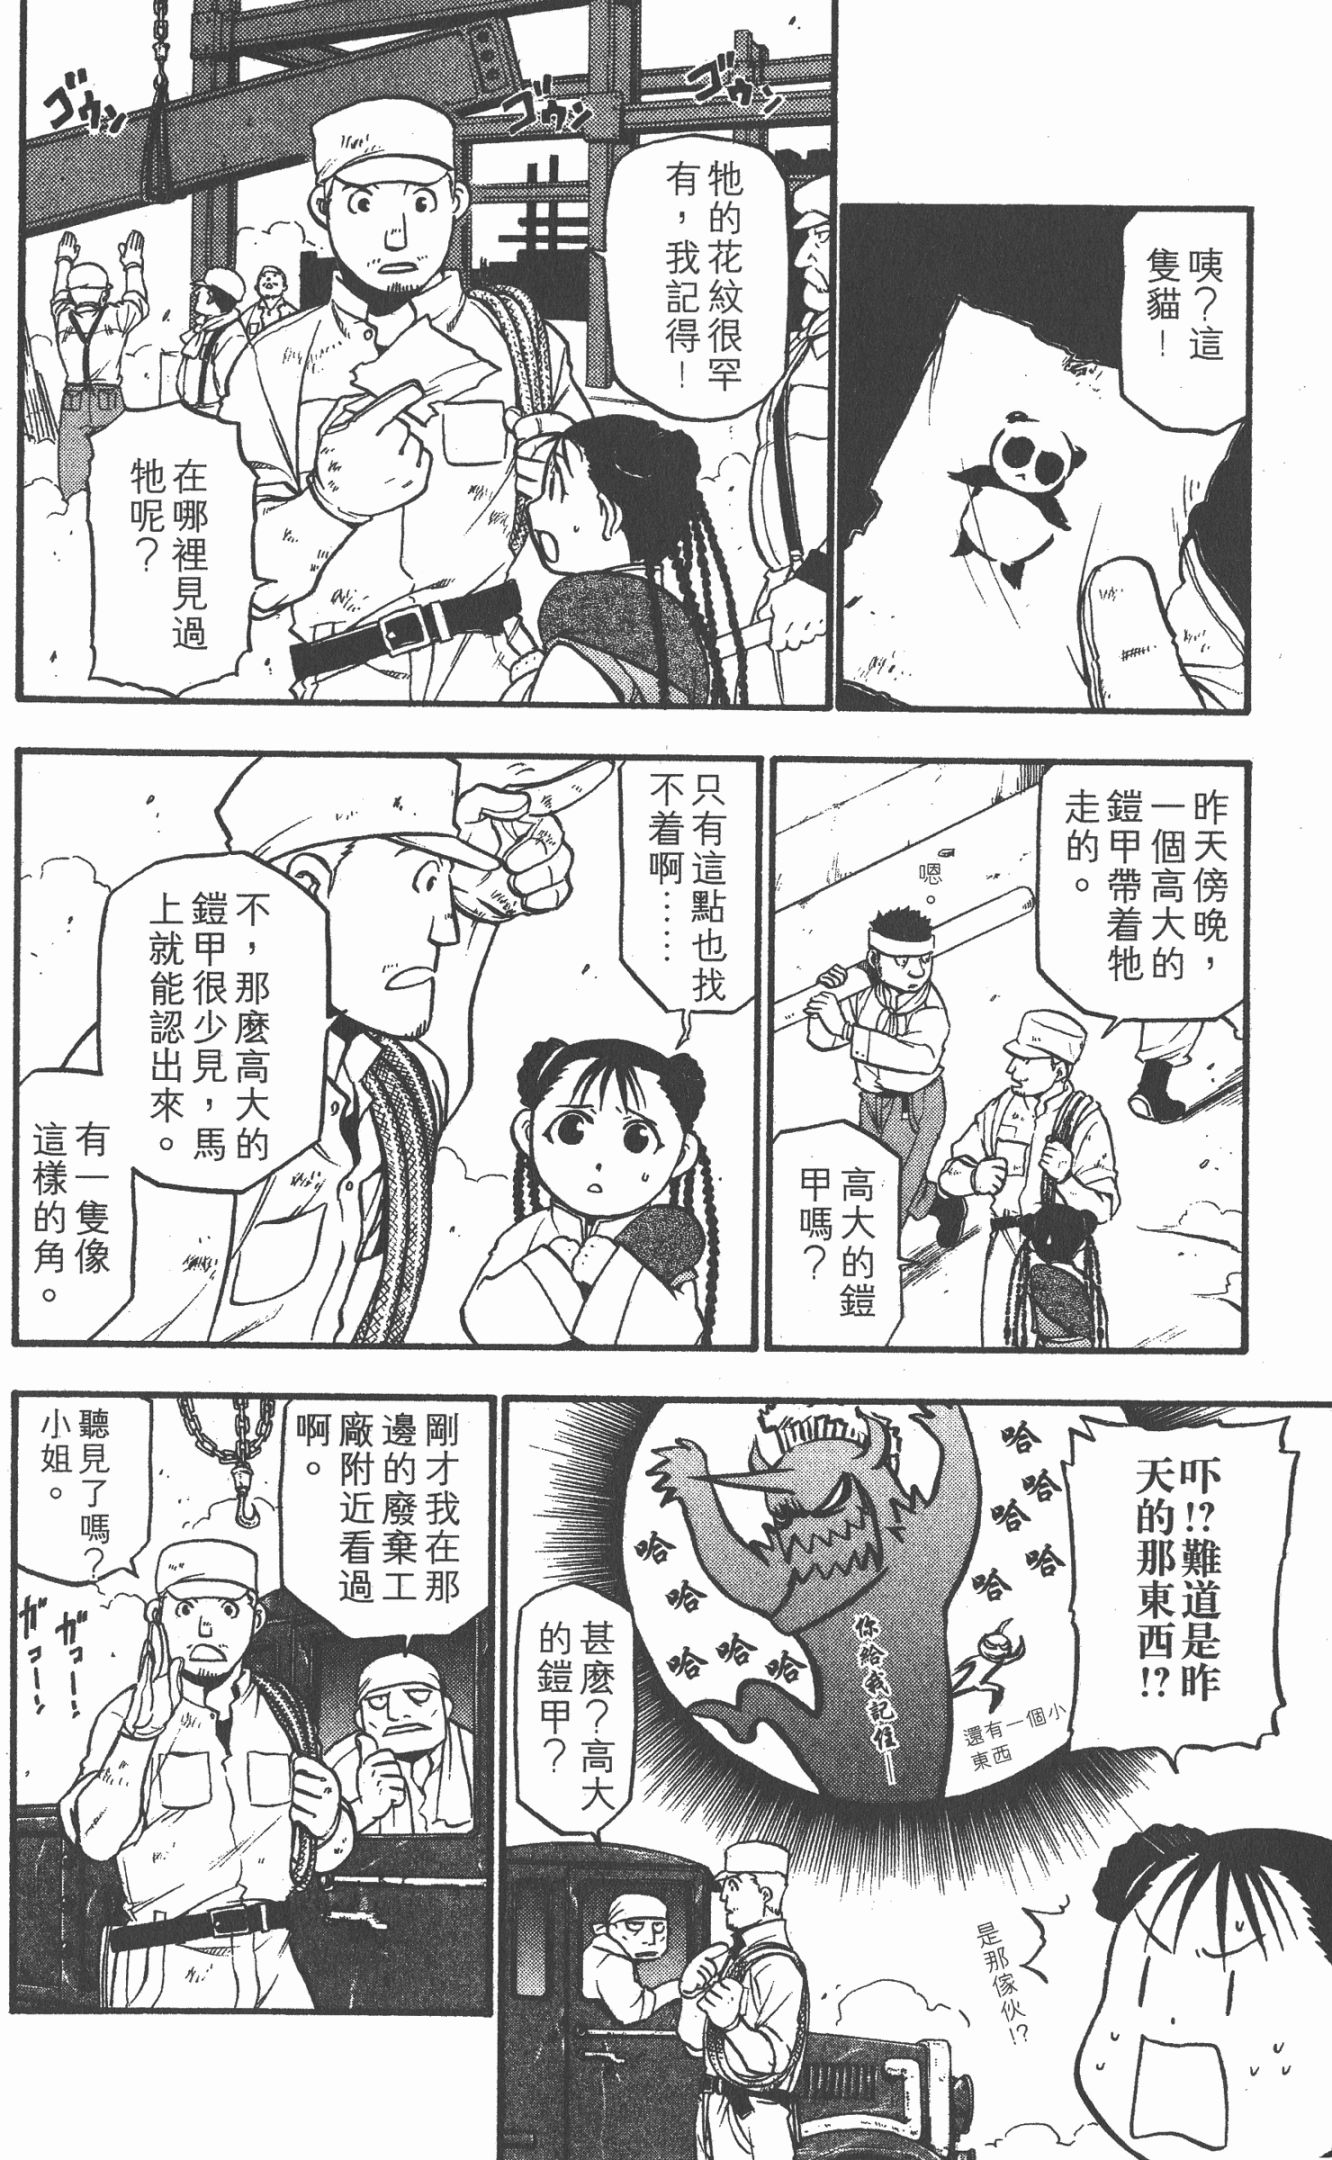 咦？這
隻貓！
牠的花紋很罕
有，我記得！
ゴウン
ゴウン
ゴウン
在哪裡見過
牠呢？
昨天傍晚，
一個高大的
鎧甲帶着牠
走的。
嗯。
高大的鎧
甲嗎？
只有這點也找
不着啊……
不，那麼高大的
鎧甲很少見，馬
上就能認出來。
有一隻像
這樣的角。
吓!?難道是昨
天的那東西!?
哈
哈
哈
哈
哈
哈
哈
哈
哈
哈
哈
你給我記住──
還有一個小
東西
是那傢伙!?
甚麼？高大
的鎧甲？
剛才我在那
邊的廢棄工
廠附近看過
啊。
聽見了嗎？
小姐。
ガコー！
ガコー！